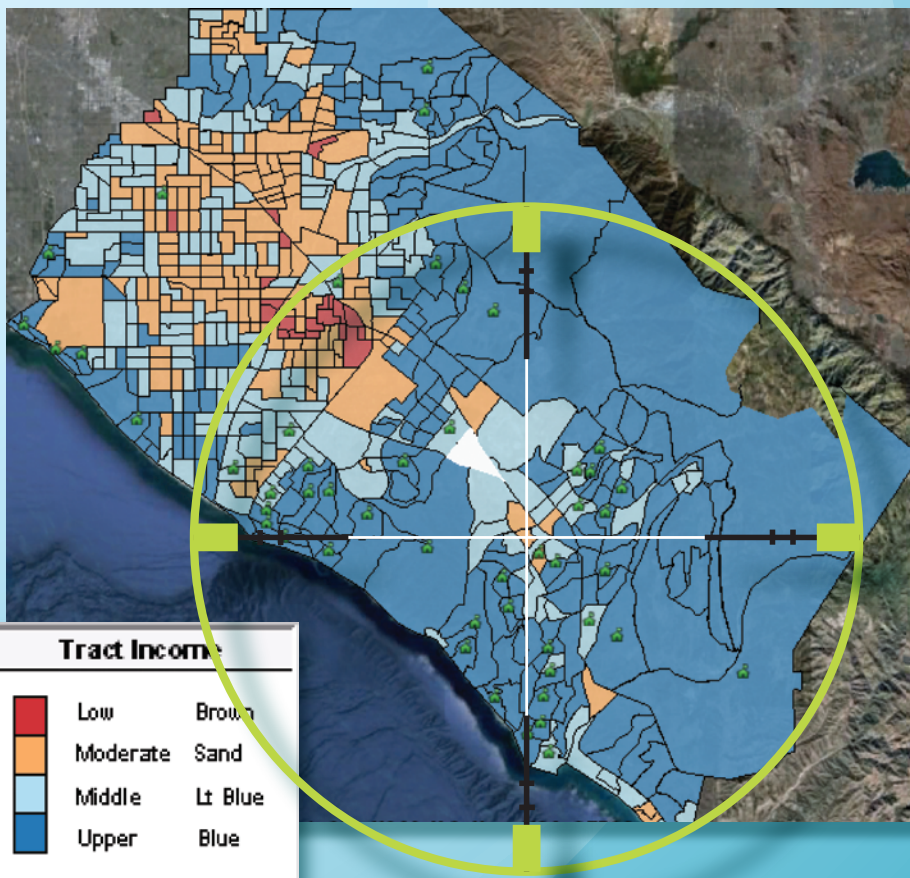 Tract Income
Low Brown
Moderate Sand
Middle Lt Blue
Upper Blue